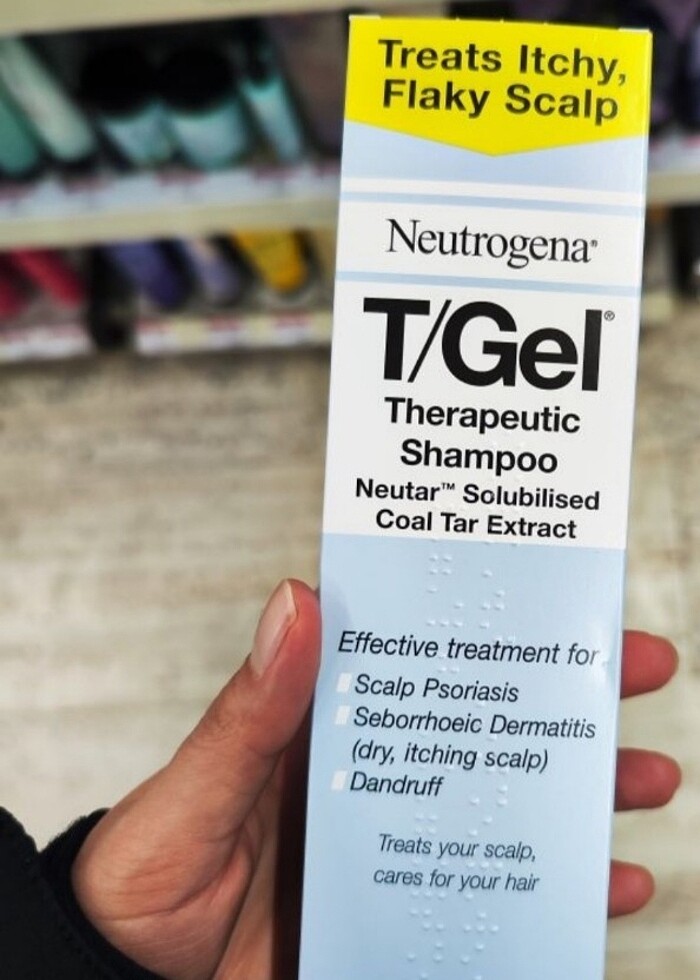 Treats Itchy,
Flaky Scalp
Neutrogena®
T/Gel®
Therapeutic
Shampoo
Neutar™ Solubilised
Coal Tar Extract
Effective treatment for
Scalp Psoriasis
Seborrhoeic Dermatitis
(dry, itching scalp)
Dandruff
Treats your scalp,
cares for your hair